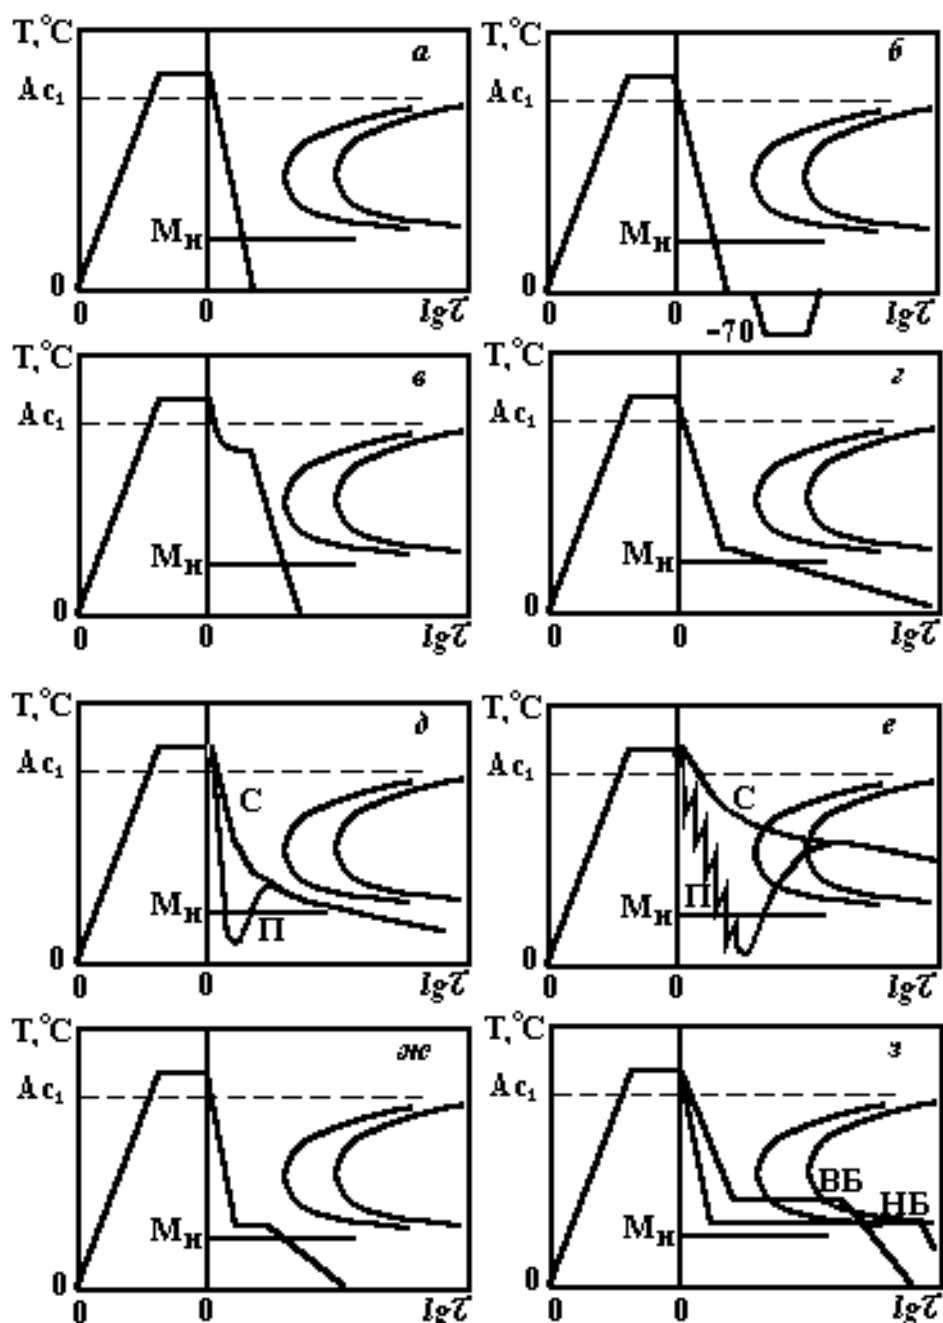 T,°C а
Ac₁
Mн
0
0 0 lgτ
T,°C б
Ac₁
Mн
0
0 0 -70 lgτ
T,°C в
Ac₁
Mн
0
0 0 lgτ
T,°C г
Ac₁
Mн
0
0 0 lgτ
T,°C д
Ac₁
С
Mн П
0
0 0 lgτ
T,°C е
Ac₁
С
П
Mн
0
0 0 lgτ
T,°C ж
Ac₁
Mн
0
0 0 lgτ
T,°C з
Ac₁
ВБ
НБ
Mн
0
0 0 lgτ